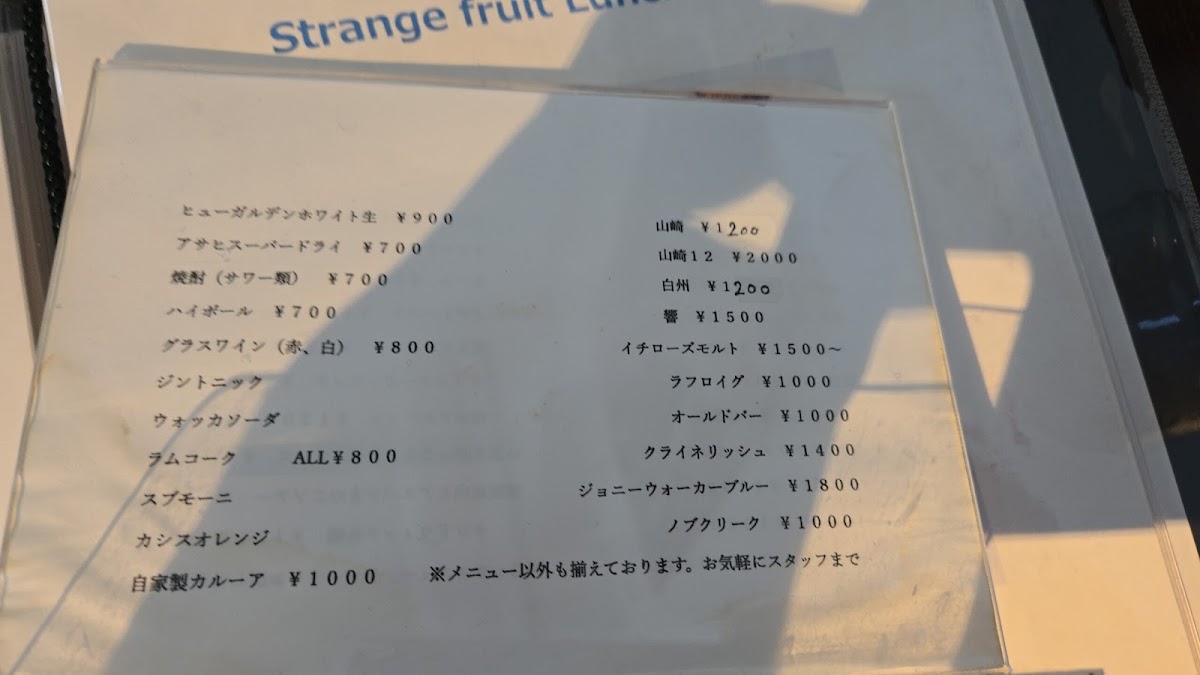 Strange fruit
ヒューガルデンホワイト生 ￥９００
アサヒスーパードライ ￥７００
焼酎（サワー類） ￥７００
ハイボール ￥７００
グラスワイン（赤、白） ￥８００
ジントニック
ウォッカソーダ
ラムコーク ALL￥８００
スプモーニ
カシスオレンジ
自家製カルーア ￥１０００
山崎 ￥１200
山崎１２ ￥２０００
白州 ￥１200
響 ￥１５００
イチローズモルト ￥１５００～
ラフロイグ ￥１０００
オールドパー ￥１０００
クライネリッシュ ￥１４００
ジョニーウォーカーブルー ￥１８００
ノブクリーク ￥１０００
※メニュー以外も揃えております。お気軽にスタッフまで